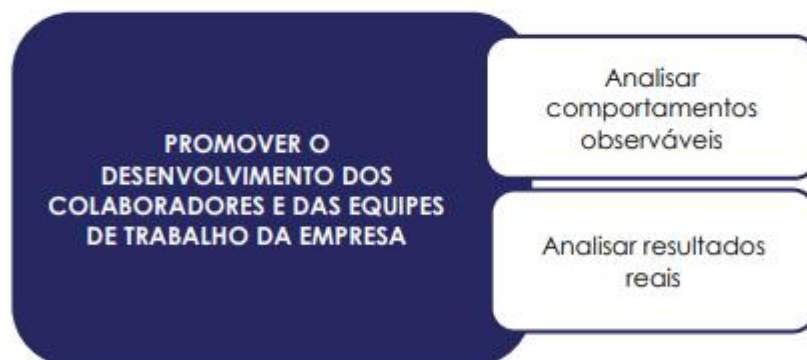 PROMOVER O
DESENVOLVIMENTO DOS
COLABORADORES E DAS EQUIPES
DE TRABALHO DA EMPRESA
Analisar
comportamentos
observáveis
Analisar resultados
reais